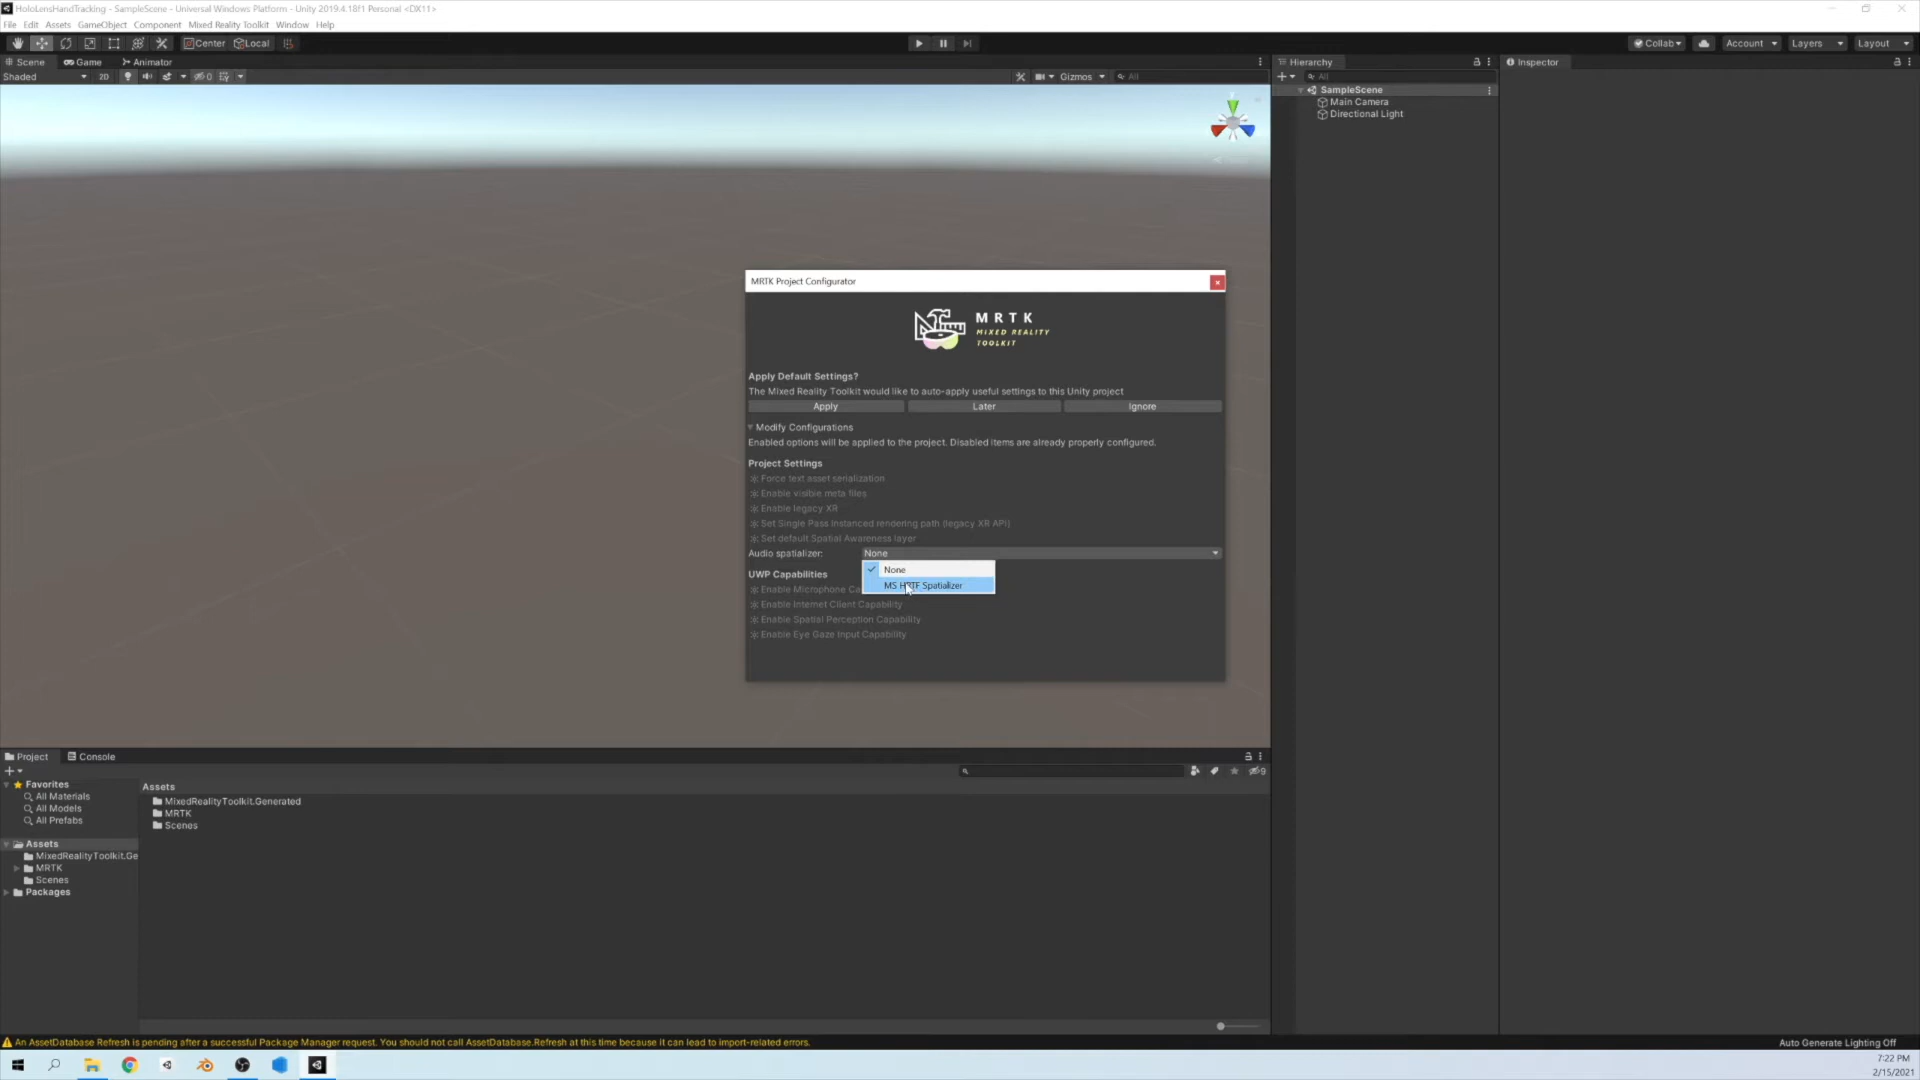 HoloLensHandTracking - SampleScene - Universal Windows Platform - Unity 2019.4.18f1 Personal <DX11>
File Edit Assets GameObject Component Mixed Reality Toolkit Window Help
Center Local
Collab Account Layers Layout
Scene Game Animator
Shaded 2D 0 Gizmos All
Hierarchy
All
SampleScene
Main Camera
Directional Light
Inspector
MRTK Project Configurator
MRTK
MIXED REALITY
TOOLKIT
Apply Default Settings?
The Mixed Reality Toolkit would like to auto-apply useful settings to this Unity project
Apply Later Ignore
Modify Configurations
Enabled options will be applied to the project. Disabled items are already properly configured.
Project Settings
Force text asset serialization
Enable visible meta files
Enable legacy XR
Set Single Pass Instanced rendering path (legacy XR API)
Set default Spatial Awareness layer
Audio spatializer: None
None
MS HRTF Spatializer
UWP Capabilities
Enable Microphone Ca
Enable Internet Client Capability
Enable Spatial Perception Capability
Enable Eye Gaze Input Capability
Project Console
9
Favorites
All Materials
All Models
All Prefabs
Assets
MixedRealityToolkit.Ge
MRTK
Scenes
Packages
Assets
MixedRealityToolkit.Generated
MRTK
Scenes
An AssetDatabase Refresh is pending after a successful Package Manager request. You should not call AssetDatabase.Refresh at this time because it can lead to import-related errors.
Auto Generate Lighting Off
7:22 PM
2/15/2021